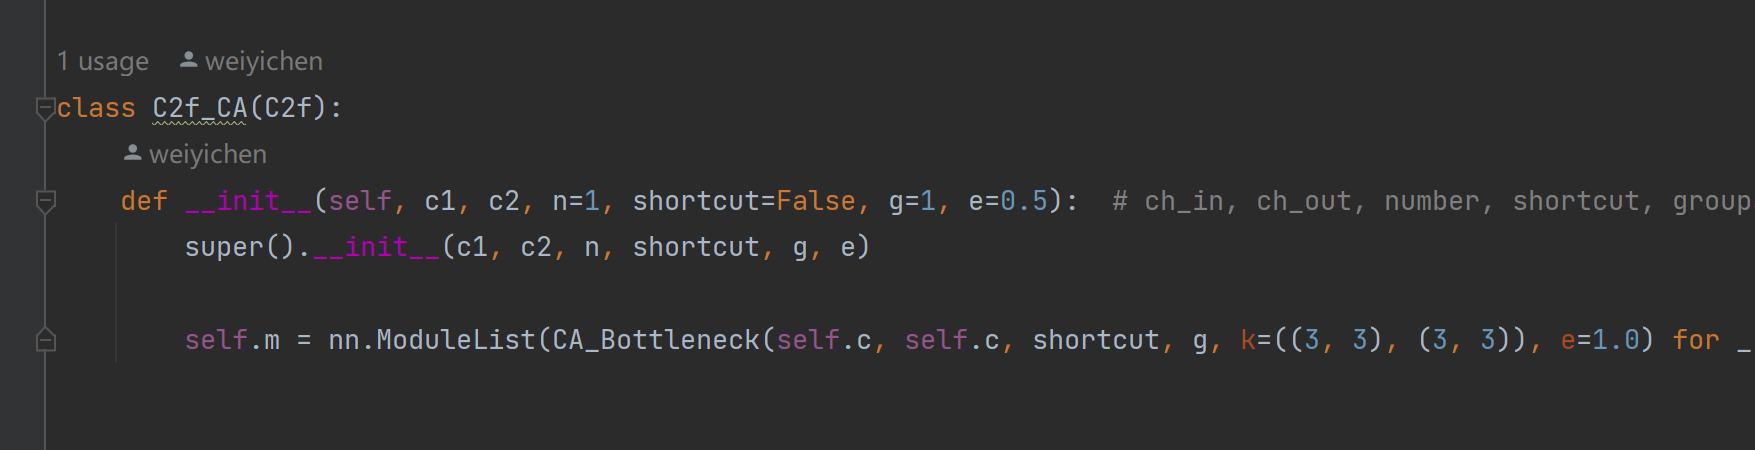 1 usage weiyichen
class C2f_CA(C2f):
weiyichen
def __init__(self, c1, c2, n=1, shortcut=False, g=1, e=0.5): # ch_in, ch_out, number, shortcut, group
super().__init__(c1, c2, n, shortcut, g, e)
self.m = nn.ModuleList(CA_Bottleneck(self.c, self.c, shortcut, g, k=((3, 3), (3, 3)), e=1.0) for _